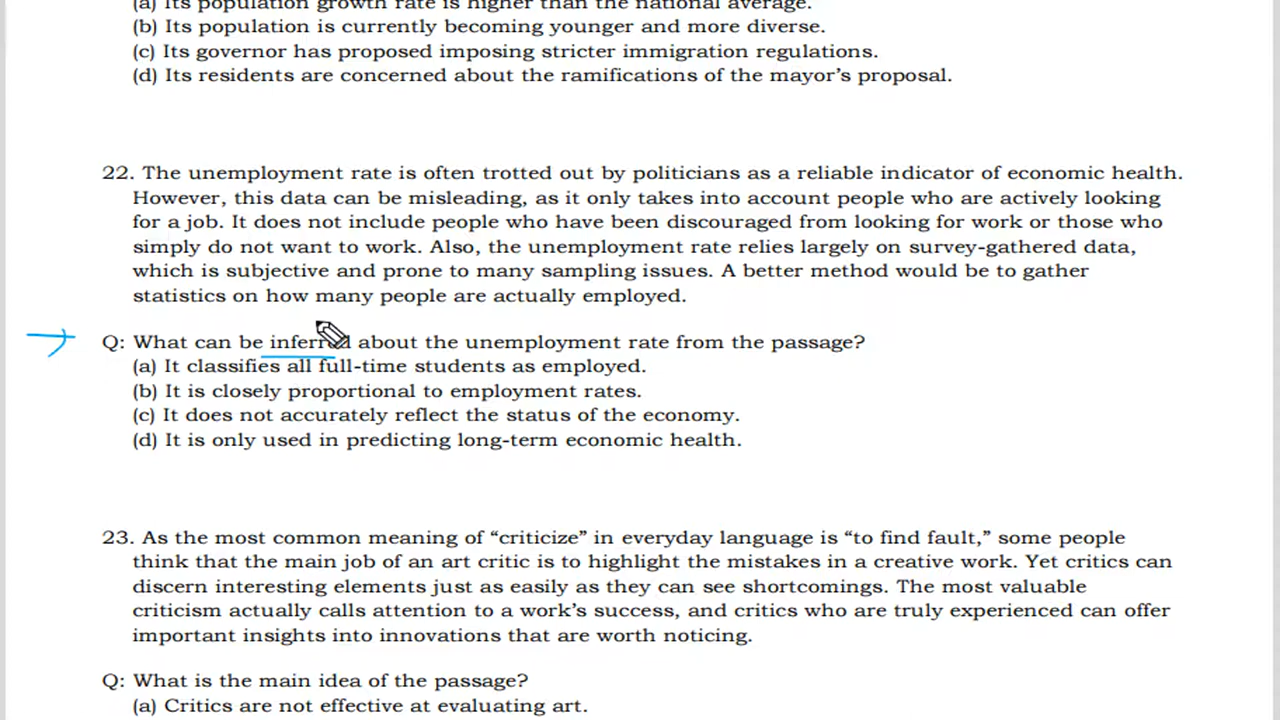 (a) Its population growth rate is higher than the national average.
(b) Its population is currently becoming younger and more diverse.
(c) Its governor has proposed imposing stricter immigration regulations.
(d) Its residents are concerned about the ramifications of the mayor’s proposal.
22. The unemployment rate is often trotted out by politicians as a reliable indicator of economic health.
However, this data can be misleading, as it only takes into account people who are actively looking
for a job. It does not include people who have been discouraged from looking for work or those who
simply do not want to work. Also, the unemployment rate relies largely on survey-gathered data,
which is subjective and prone to many sampling issues. A better method would be to gather
statistics on how many people are actually employed.
Q: What can be inferred about the unemployment rate from the passage?
(a) It classifies all full-time students as employed.
(b) It is closely proportional to employment rates.
(c) It does not accurately reflect the status of the economy.
(d) It is only used in predicting long-term economic health.
23. As the most common meaning of “criticize” in everyday language is “to find fault,” some people
think that the main job of an art critic is to highlight the mistakes in a creative work. Yet critics can
discern interesting elements just as easily as they can see shortcomings. The most valuable
criticism actually calls attention to a work’s success, and critics who are truly experienced can offer
important insights into innovations that are worth noticing.
Q: What is the main idea of the passage?
(a) Critics are not effective at evaluating art.